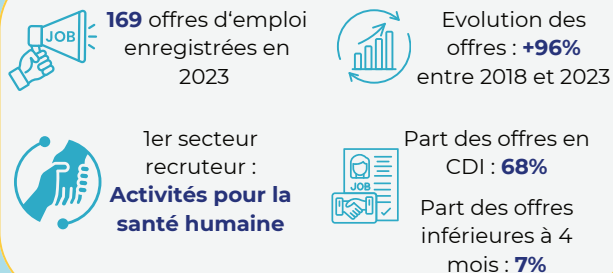 JOB
169 offres d‘emploi
enregistrées en
2023
Evolution des
offres : +96%
entre 2018 et 2023
1er secteur
recruteur :
Activités pour la
santé humaine
JOB
Part des offres en
CDI : 68%
Part des offres
inférieures à 4
mois : 7%